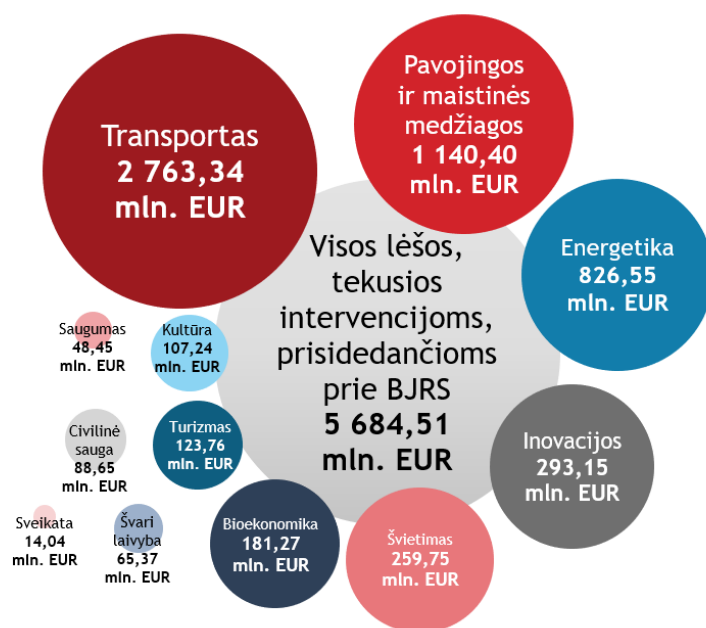 Transportas
2 763,34
mln. EUR
Pavojingos
ir maistinės
medžiagos
1 140,40
mln. EUR
Energetika
826,55
mln. EUR
Visos lėšos,
tekusios
intervencijoms,
prisidedančioms
prie BJRS
5 684,51
mln. EUR
Saugumas
48,45
mln. EUR
Kultūra
107,24
mln. EUR
Civilinė
sauga
88,65
mln. EUR
Turizmas
123,76
mln. EUR
Inovacijos
293,15
mln. EUR
Sveikata
14,04
mln. EUR
Švari
laivyba
65,37
mln. EUR
Bioekonomika
181,27
mln. EUR
Švietimas
259,75
mln. EUR